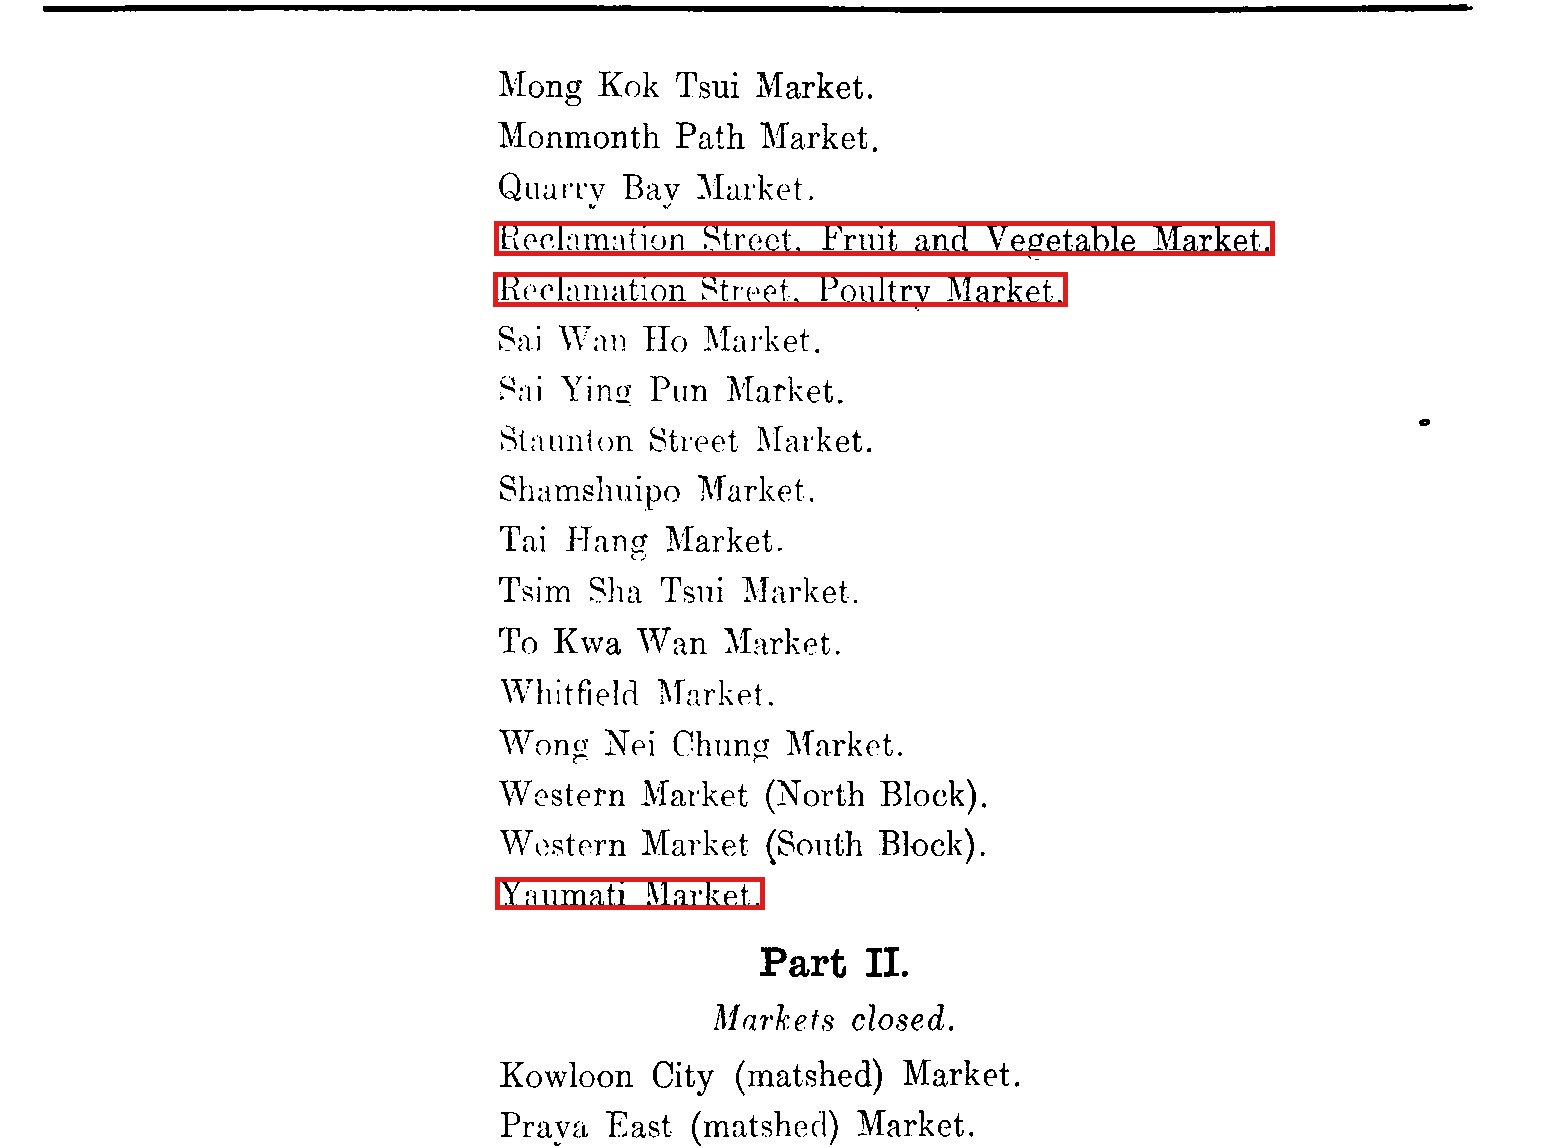 Mong Kok Tsui Market.
Monmonth Path Market.
Quarry Bay Market.
Reclamation Street, Fruit and Vegetable Market.
Reclamation Street, Poultry Market.
Sai Wan Ho Market.
Sai Ying Pun Market.
Staunton Street Market.
Shamshuipo Market.
Tai Hang Market.
Tsim Sha Tsui Market.
To Kwa Wan Market.
Whitfield Market.
Wong Nei Chung Market.
Western Market (North Block).
Western Market (South Block).
Yaumati Market.
Part II.
Markets closed.
Kowloon City (matshed) Market.
Praya East (matshed) Market.